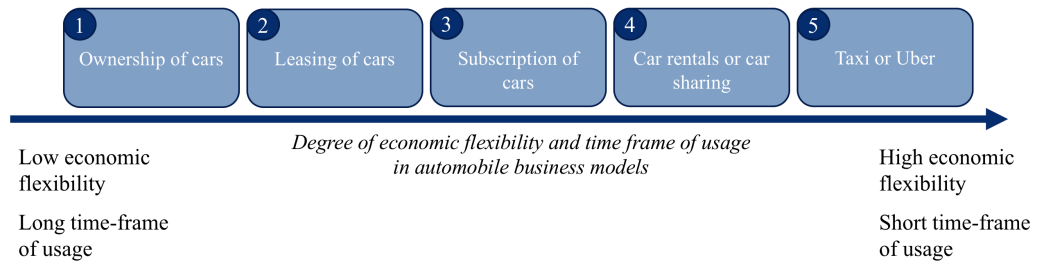 1
Ownership of cars
2
Leasing of cars
3
Subscription of
cars
4
Car rentals or car
sharing
5
Taxi or Uber
Degree of economic flexibility and time frame of usage
in automobile business models
Low economic
flexibility
Long time-frame
of usage
High economic
flexibility
Short time-frame
of usage